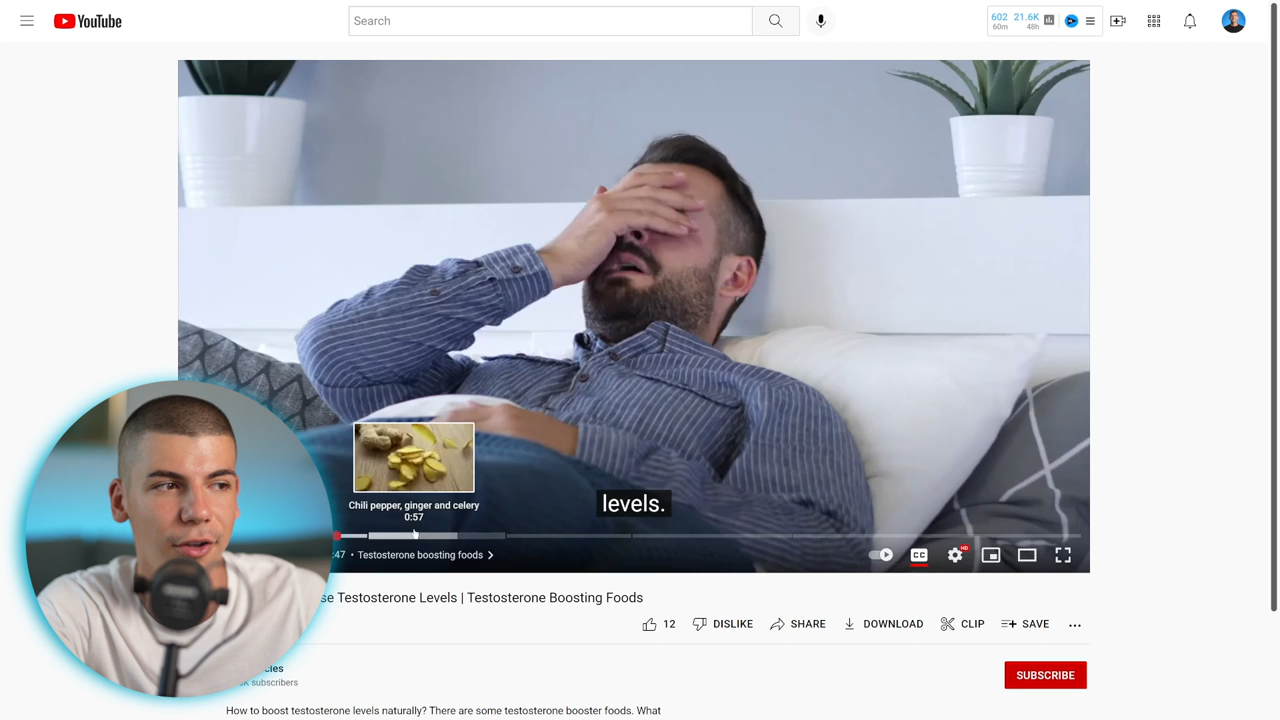 YouTube
Search
602 21.6K
60m 48h
levels.
Chili pepper, ginger and celery
0:57
:47 • Testosterone boosting foods
CC
HD
se Testosterone Levels | Testosterone Boosting Foods
12 DISLIKE SHARE DOWNLOAD CLIP SAVE
subscribers
SUBSCRIBE
How to boost testosterone levels naturally? There are some testosterone booster foods. What